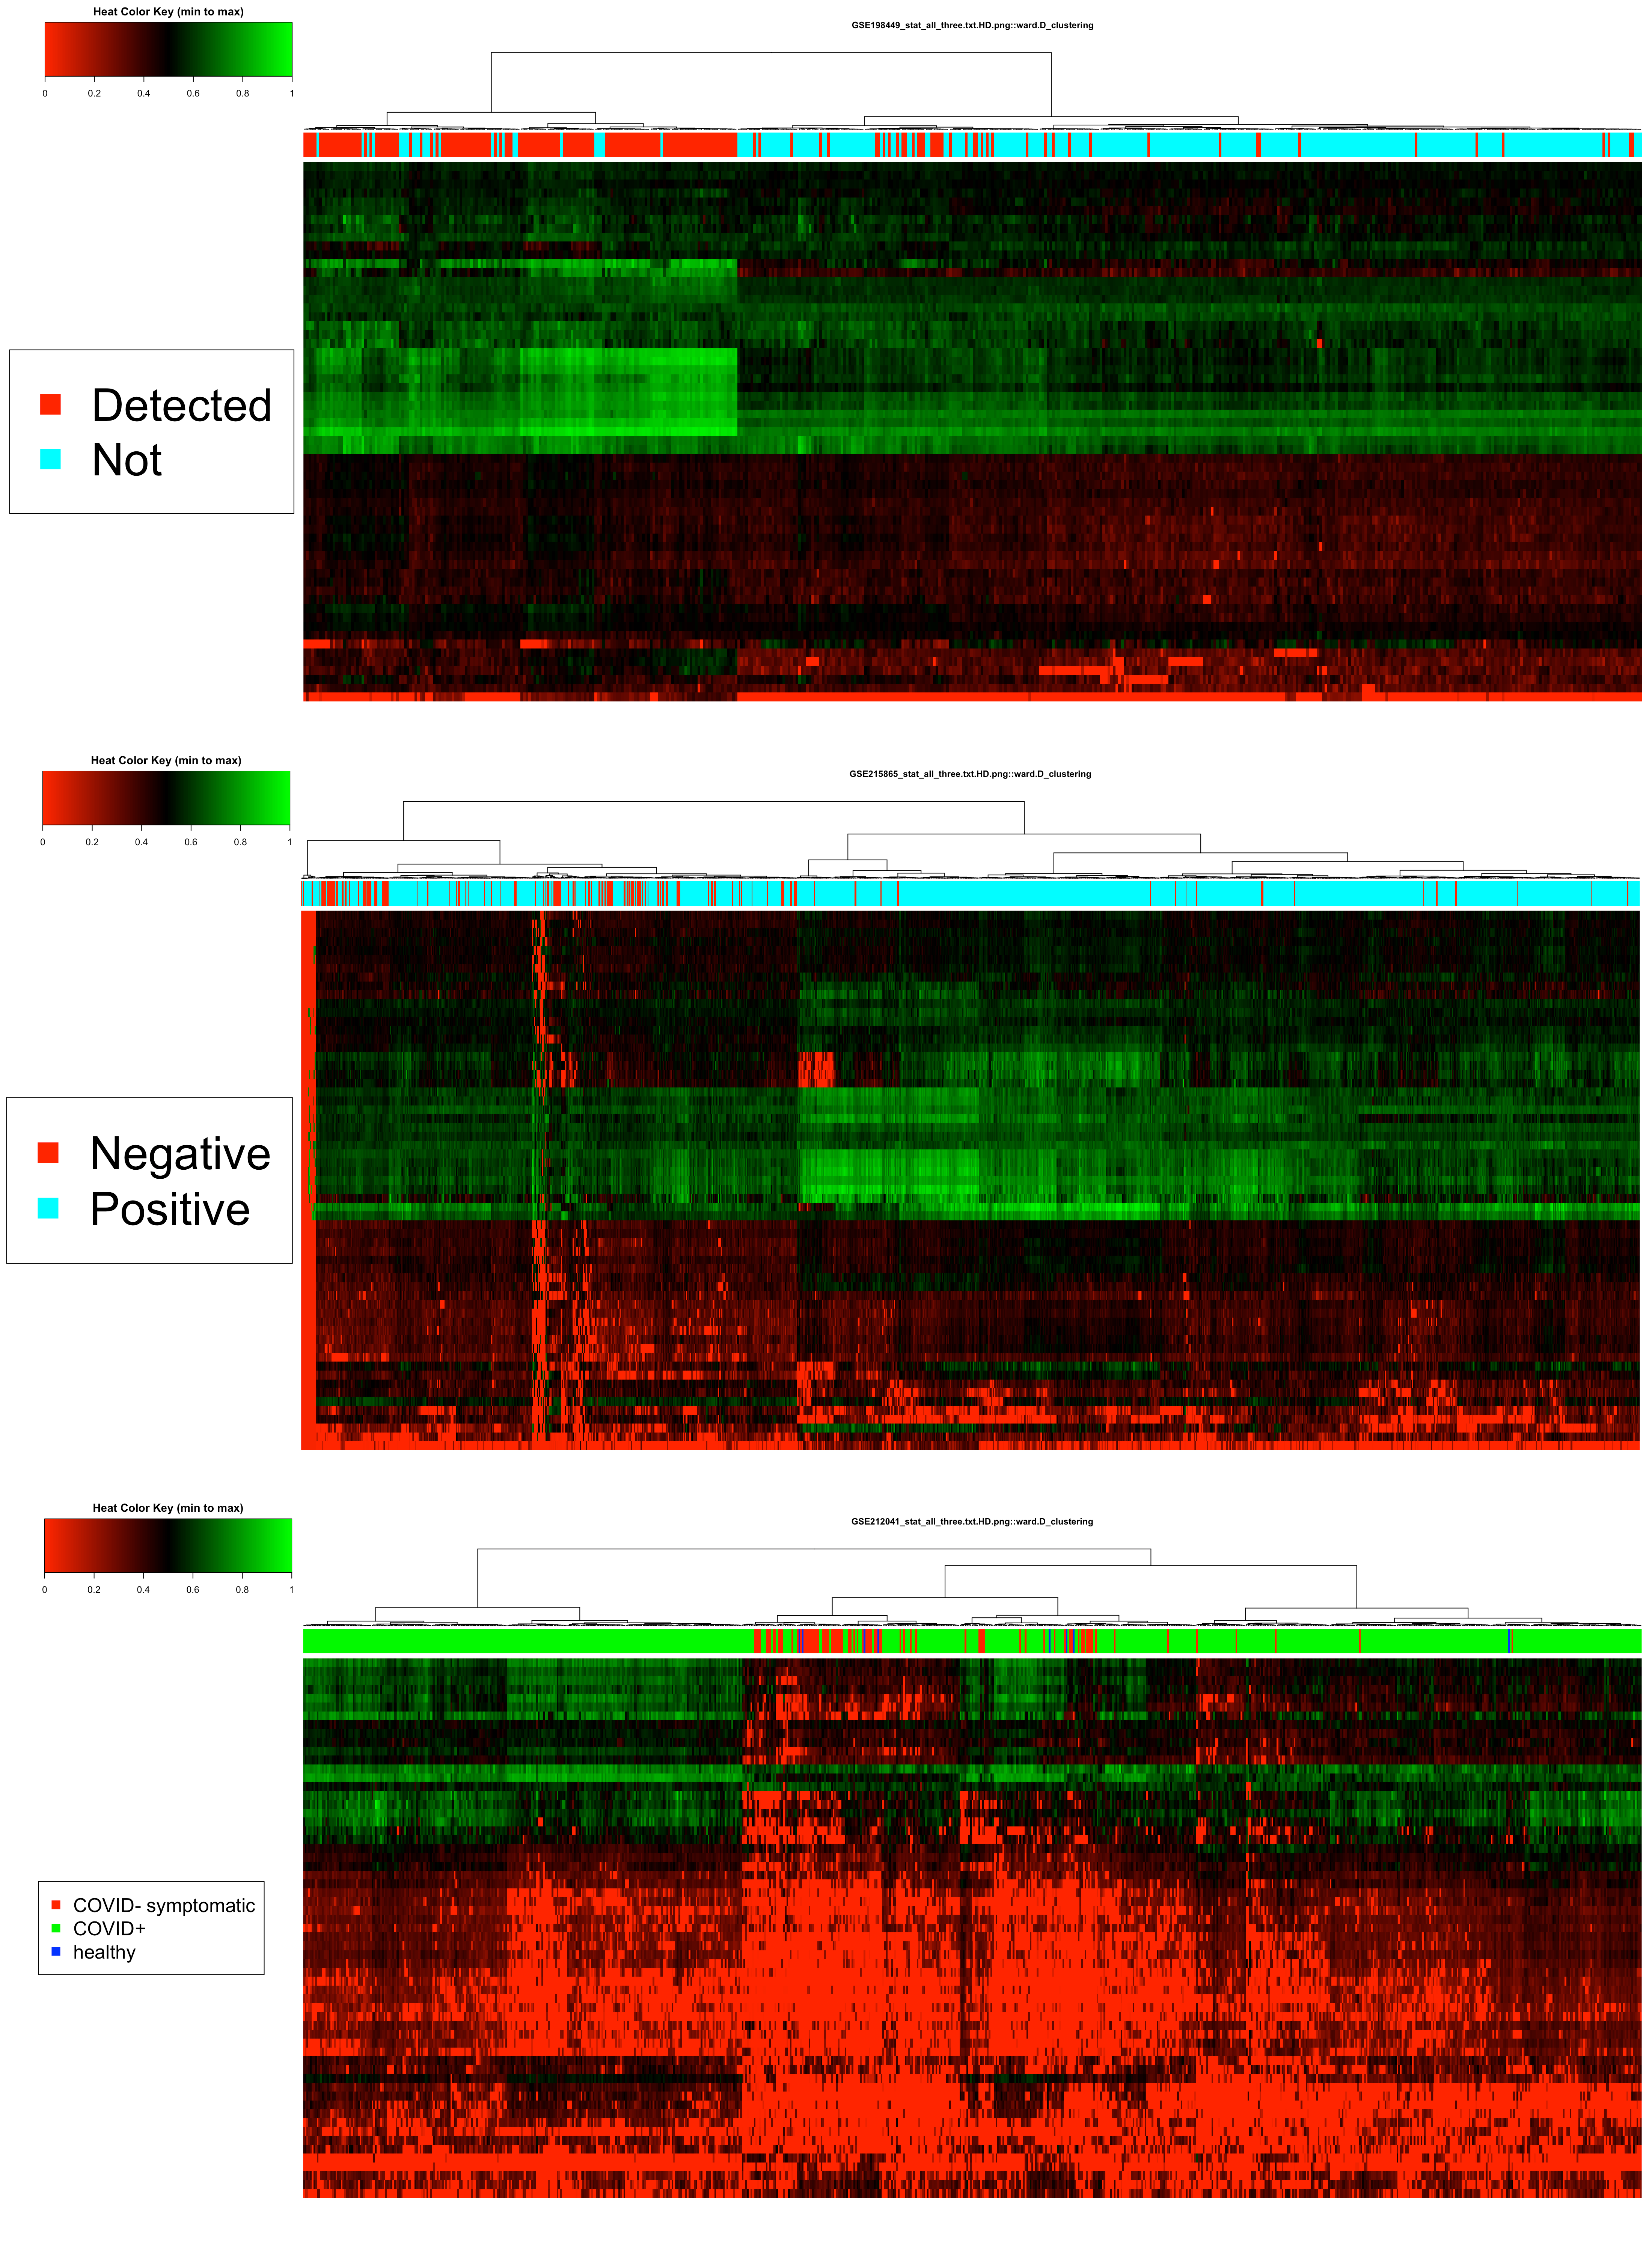 Heat Color Key (min to max)
0 0.2 0.4 0.6 0.8 1
GSE198449_stat_all_three.txt.HD.png::ward.D_clustering
Detected
Not
Heat Color Key (min to max)
0 0.2 0.4 0.6 0.8 1
GSE215865_stat_all_three.txt.HD.png::ward.D_clustering
Negative
Positive
Heat Color Key (min to max)
0 0.2 0.4 0.6 0.8 1
GSE212041_stat_all_three.txt.HD.png::ward.D_clustering
COVID- symptomatic
COVID+
healthy